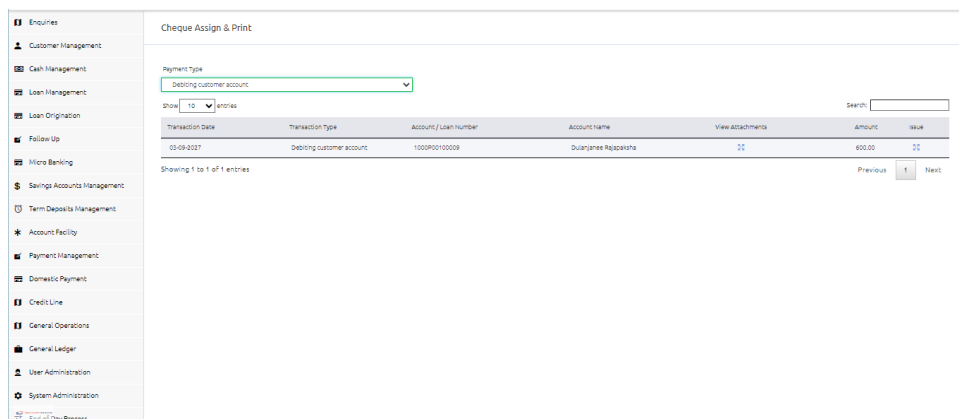 Enquiries
Customer Management
Cash Management
Loan Management
Loan Origination
Follow Up
Micro Banking
Savings Accounts Management
Term Deposits Management
Account Facility
Payment Management
Domestic Payment
Credit Line
General Operations
General Ledger
User Administration
System Administration
End of Day Process
Cheque Assign & Print
Payment Type
Debiting customer account
Show 10 entries Search:
Transaction Date Transaction Type Account / Loan Number Account Name View Attachments Amount Issue
03-09-2027 Debiting customer account 1000P00100009 Dulanjanee Rajapaksha 600.00
Showing 1 to 1 of 1 entries Previous 1 Next